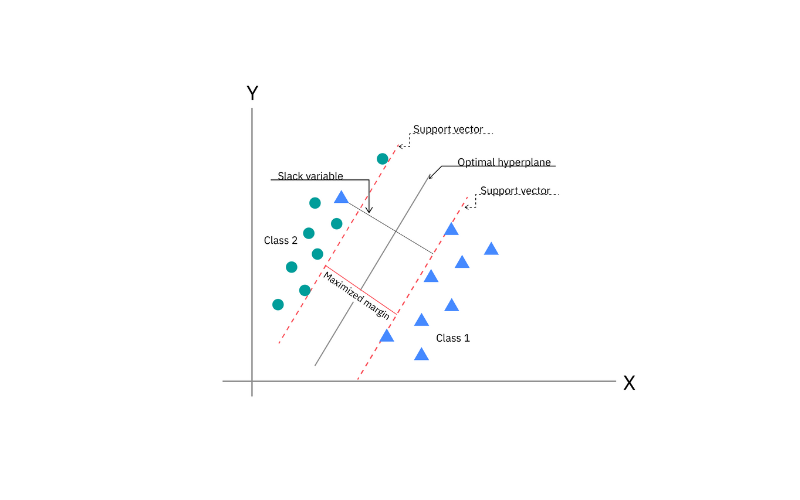 Y
Support vector
Optimal hyperplane
Slack variable
Support vector
Class 2
Maximized margin
Class 1
X